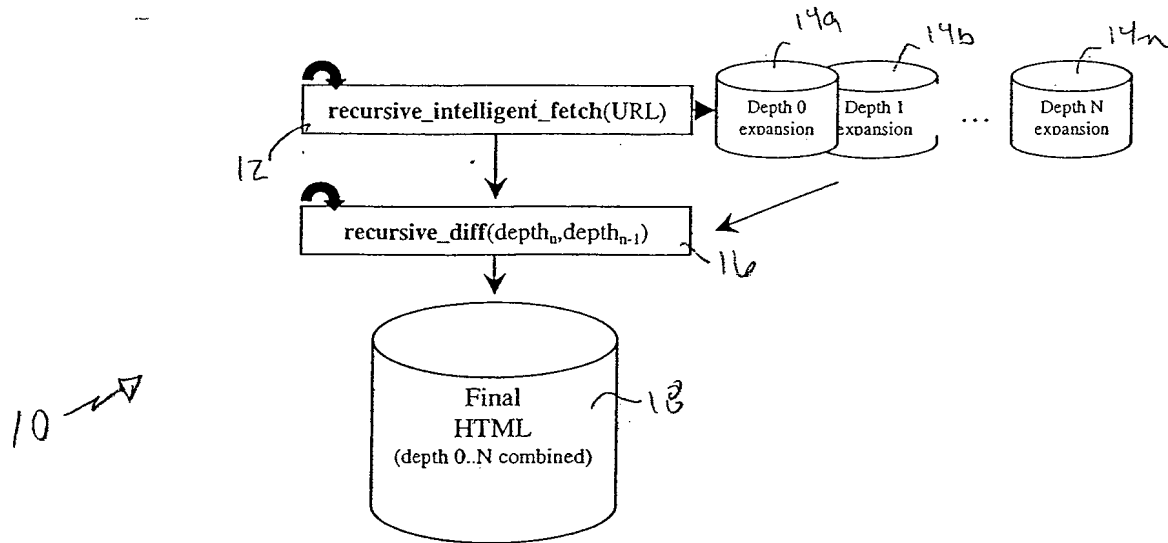 14a
14b
14n
recursive_intelligent_fetch(URL)
Depth 0
expansion
Depth 1
expansion
...
Depth N
expansion
12
recursive_diff(depthn,depthn-1)
16
Final
HTML
(depth 0..N combined)
18
10